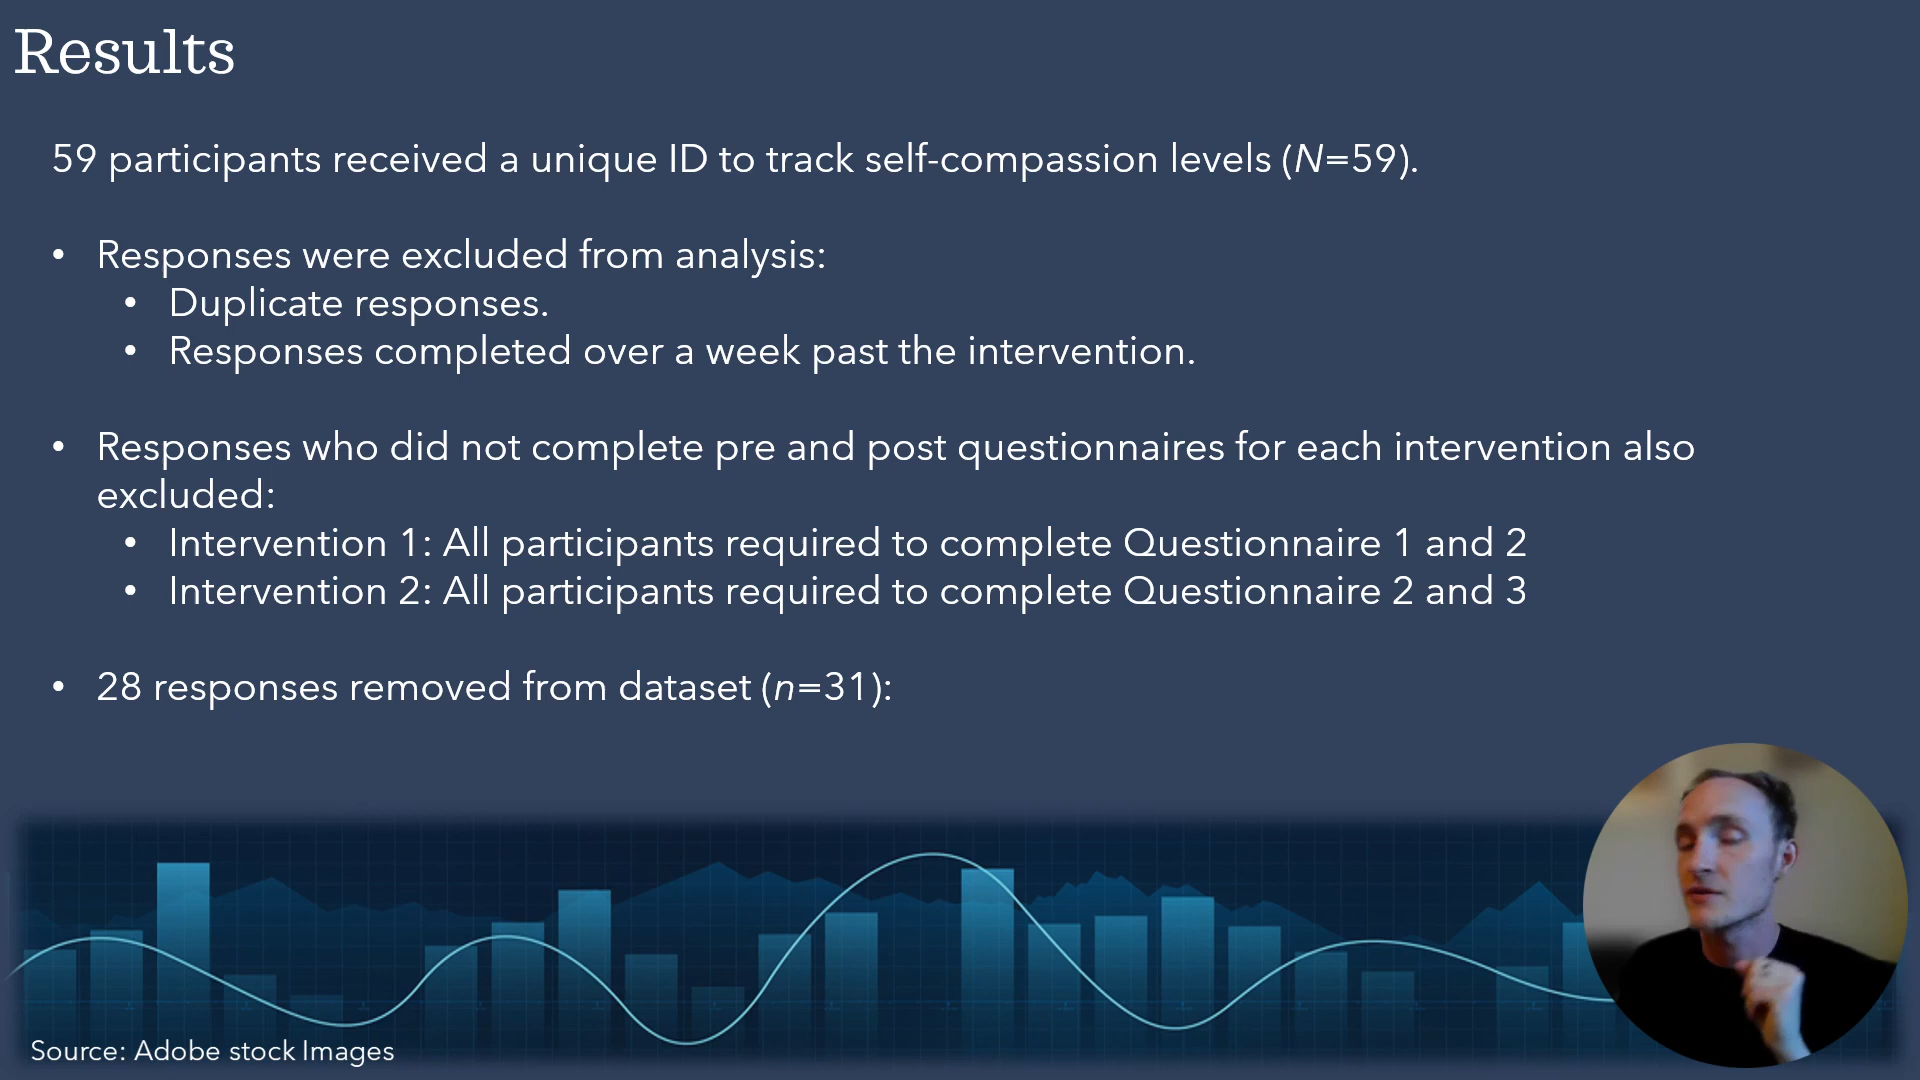 Results
59 participants received a unique ID to track self-compassion levels (N=59).
• Responses were excluded from analysis:
• Duplicate responses.
• Responses completed over a week past the intervention.
• Responses who did not complete pre and post questionnaires for each intervention also
excluded:
• Intervention 1: All participants required to complete Questionnaire 1 and 2
• Intervention 2: All participants required to complete Questionnaire 2 and 3
• 28 responses removed from dataset (n=31):
Source: Adobe stock Images